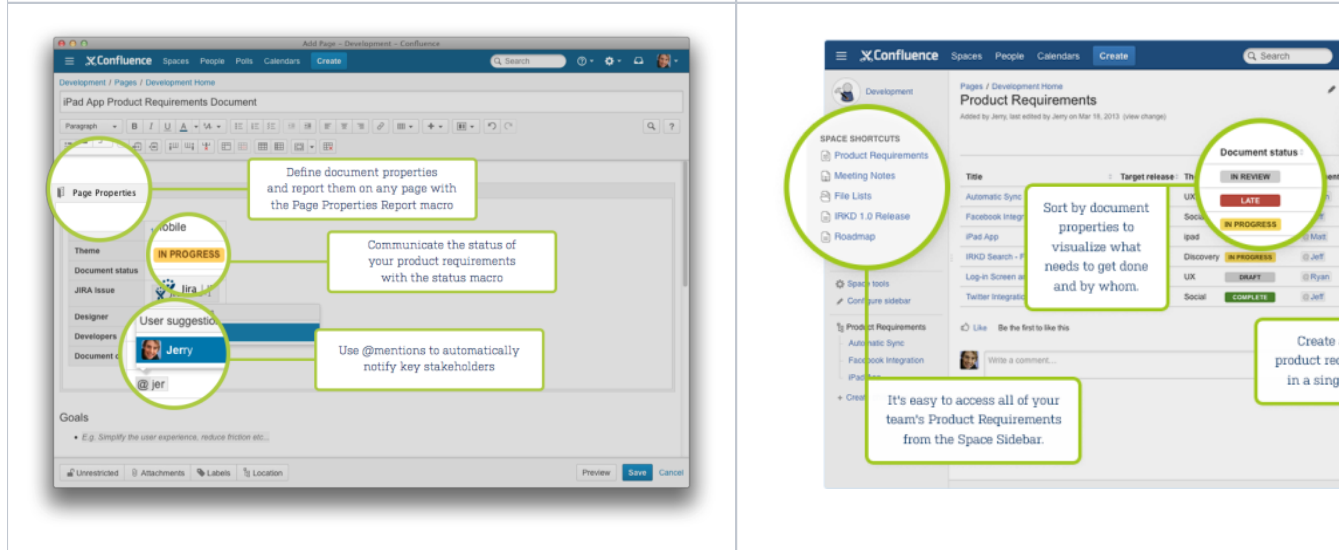 Add Page – Development – Confluence
Confluence Spaces People Polls Calendars Create Search
Development / Pages / Development Home
iPad App Product Requirements Document
Paragraph B I U A
Page Properties
Define document properties
and report them on any page with
the Page Properties Report macro
Theme
IN PROGRESS
Communicate the status of
your product requirements
with the status macro
Document status
JIRA Issue
Jira
Designer
User suggestio
Developers
Jerry
Use @mentions to automatically
notify key stakeholders
@ jer
Goals
• E.g. Simplify the user experience, reduce friction etc...
Unrestricted Attachments Labels Location Preview Save Cancel
Confluence Spaces People Calendars Create Search
Development
Pages / Development Home
Product Requirements
Added by Jerry, last edited by Jerry on Mar 18, 2013 (view change)
SPACE SHORTCUTS
Product Requirements
Meeting Notes
File Lists
IRKD 1.0 Release
Roadmap
Space tools
Configure sidebar
Product Requirements
Automatic Sync
Facebook Integration
Document status
Title Target release IN REVIEW
Automatic Sync UX LATE
Facebook Integr IN PROGRESS
iPad App ipad Matt
IRKD Search - Discovery IN PROGRESS Jeff
Log-in Screen UX DRAFT Ryan
Twitter Integratio Social COMPLETE Jeff
Sort by document
properties to
visualize what
needs to get done
and by whom.
Like Be the first to like this
Write a comment...
Create
product rec
in a sing
It's easy to access all of your
team's Product Requirements
from the Space Sidebar.